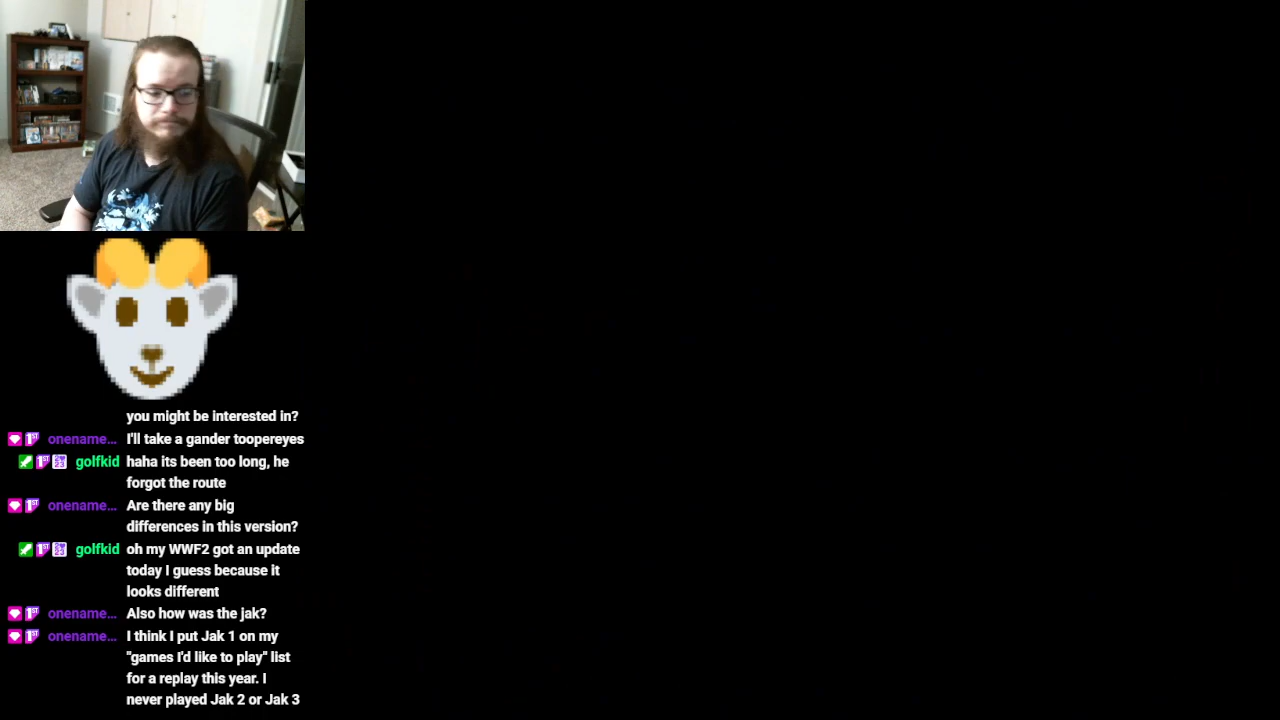 you might be interested in?
onename... I'll take a gander toopereyes
golfkid haha its been too long, he
forgot the route
onename... Are there any big
differences in this version?
golfkid oh my WWF2 got an update
today I guess because it
looks different
onename... Also how was the jak?
onename... I think I put Jak 1 on my
"games I'd like to play" list
for a replay this year. I
never played Jak 2 or Jak 3